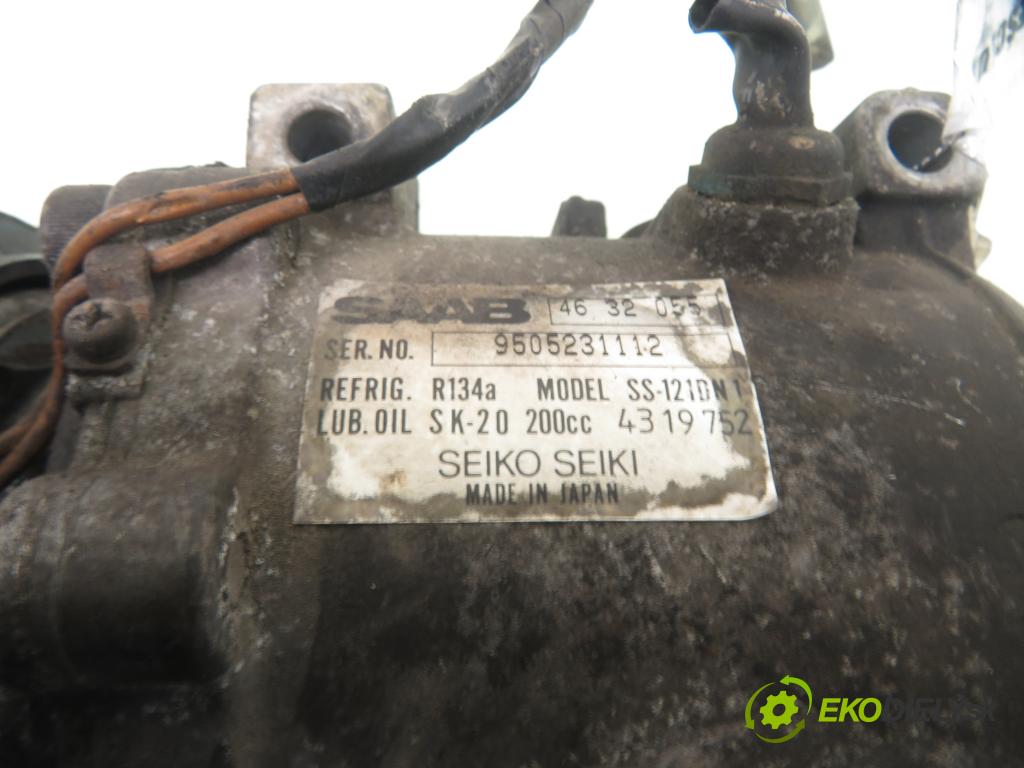 SAAB 46 32 055
SER. NO. 9505231112
REFRIG. R134a MODEL SS-121DN1
LUB. OIL SK-20 200cc 4319752
SEIKO SEIKI
MADE IN JAPAN
EKO